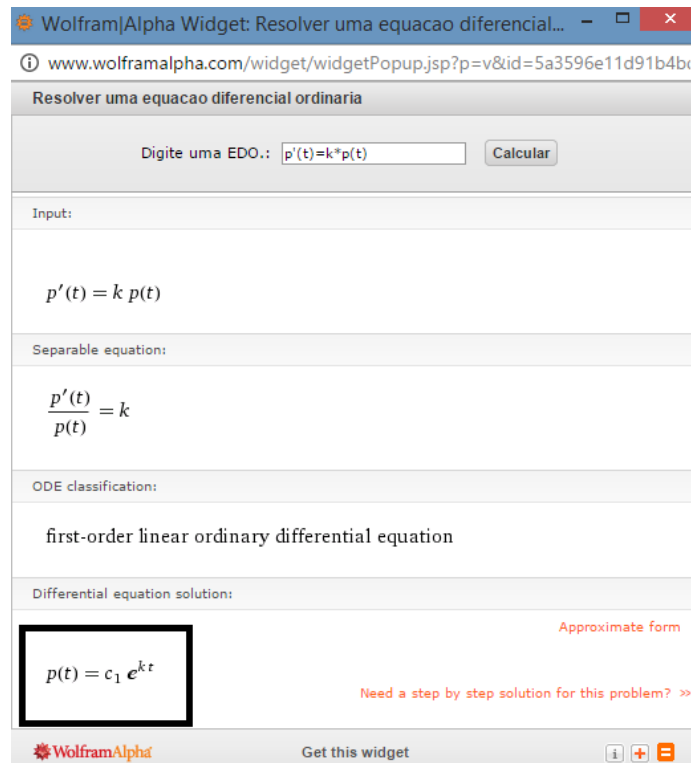 Wolfram|Alpha Widget: Resolver uma equacao diferencial...
www.wolframalpha.com/widget/widgetPopup.jsp?p=v&id=5a3596e11d91b4b
Resolver uma equacao diferencial ordinaria
Digite uma EDO.: p'(t)=k*p(t) Calcular
Input:
p′(t) = k p(t)
Separable equation:
p′(t)/p(t) = k
ODE classification:
first-order linear ordinary differential equation
Differential equation solution:
Approximate form
p(t) = c₁ e^(k t)
Need a step by step solution for this problem? >>
WolframAlpha Get this widget